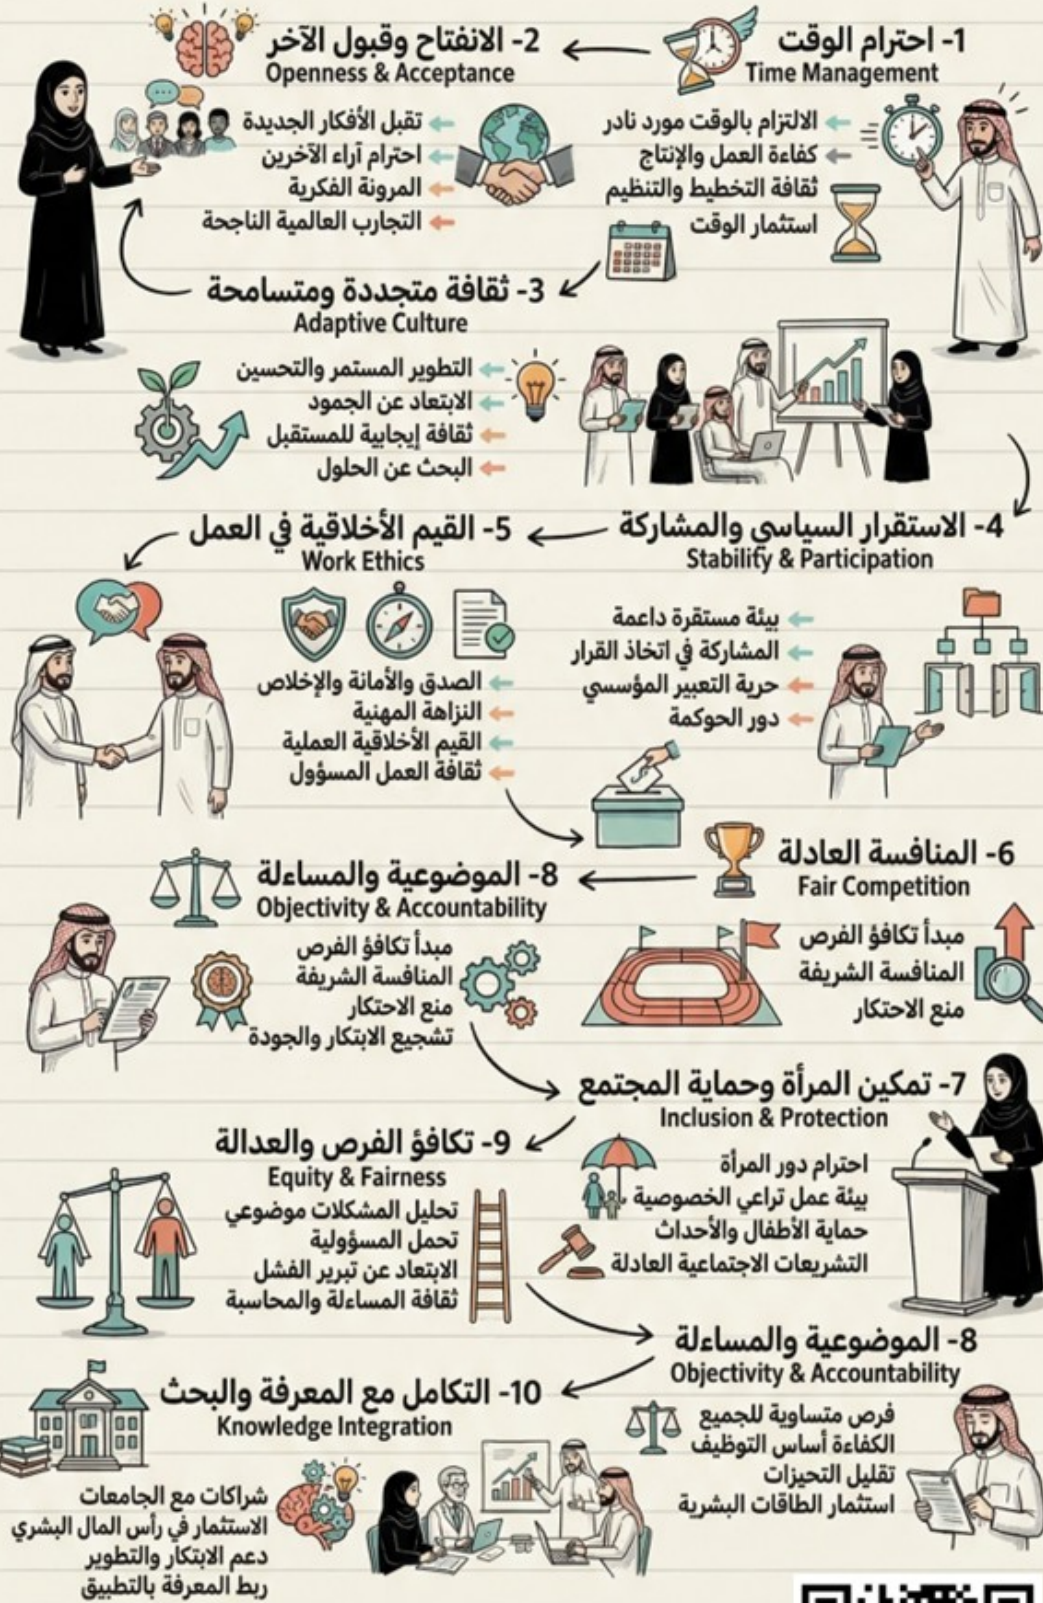 1- احترام الوقت
Time Management
الالتزام بالوقت مورد نادر
كفاءة العمل والإنتاج
ثقافة التخطيط والتنظيم
استثمار الوقت
2- الانفتاح وقبول الآخر
Openness & Acceptance
تقبل الأفكار الجديدة
احترام آراء الآخرين
المرونة الفكرية
التجارب العالمية الناجحة
3- ثقافة متجددة ومتسامحة
Adaptive Culture
التطوير المستمر والتحسين
الابتعاد عن الجمود
ثقافة إيجابية للمستقبل
البحث عن الحلول
4- الاستقرار السياسي والمشاركة
Stability & Participation
بيئة مستقرة داعمة
المشاركة في اتخاذ القرار
حرية التعبير المؤسسي
دور الحوكمة
5- القيم الأخلاقية في العمل
Work Ethics
الصدق والأمانة والإخلاص
النزاهة المهنية
القيم الأخلاقية العملية
ثقافة العمل المسؤول
6- المنافسة العادلة
Fair Competition
مبدأ تكافؤ الفرص
المنافسة الشريفة
منع الاحتكار
8- الموضوعية والمساءلة
Objectivity & Accountability
مبدأ تكافؤ الفرص
المنافسة الشريفة
منع الاحتكار
تشجيع الابتكار والجودة
7- تمكين المرأة وحماية المجتمع
Inclusion & Protection
احترام دور المرأة
بيئة عمل تراعي الخصوصية
حماية الأطفال والأحداث
التشريعات الاجتماعية العادلة
9- تكافؤ الفرص والعدالة
Equity & Fairness
تحليل المشكلات موضوعي
تحمل المسؤولية
الابتعاد عن تبرير الفشل
ثقافة المساءلة والمحاسبة
8- الموضوعية والمساءلة
Objectivity & Accountability
فرص متساوية للجميع
الكفاءة أساس التوظيف
تقليل التحيزات
استثمار الطاقات البشرية
10- التكامل مع المعرفة والبحث
Knowledge Integration
شراكات مع الجامعات
الاستثمار في رأس المال البشري
دعم الابتكار والتطوير
ربط المعرفة بالتطبيق